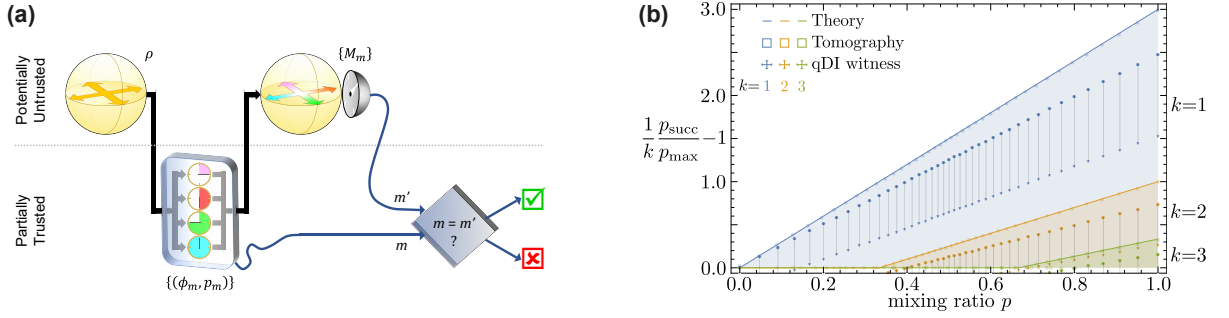 (a)
Potentially
Untrusted
ρ
{M_m}
Partially
Trusted
{(ϕ_m, p_m)}
m'
m
m = m'
?
(b)
3.0
2.0
1.0
0.0
1/k p_succ/p_max −1
Theory
Tomography
qDI witness
k= 1 2 3
k=1
k=2
k=3
0.0 0.2 0.4 0.6 0.8 1.0
mixing ratio p